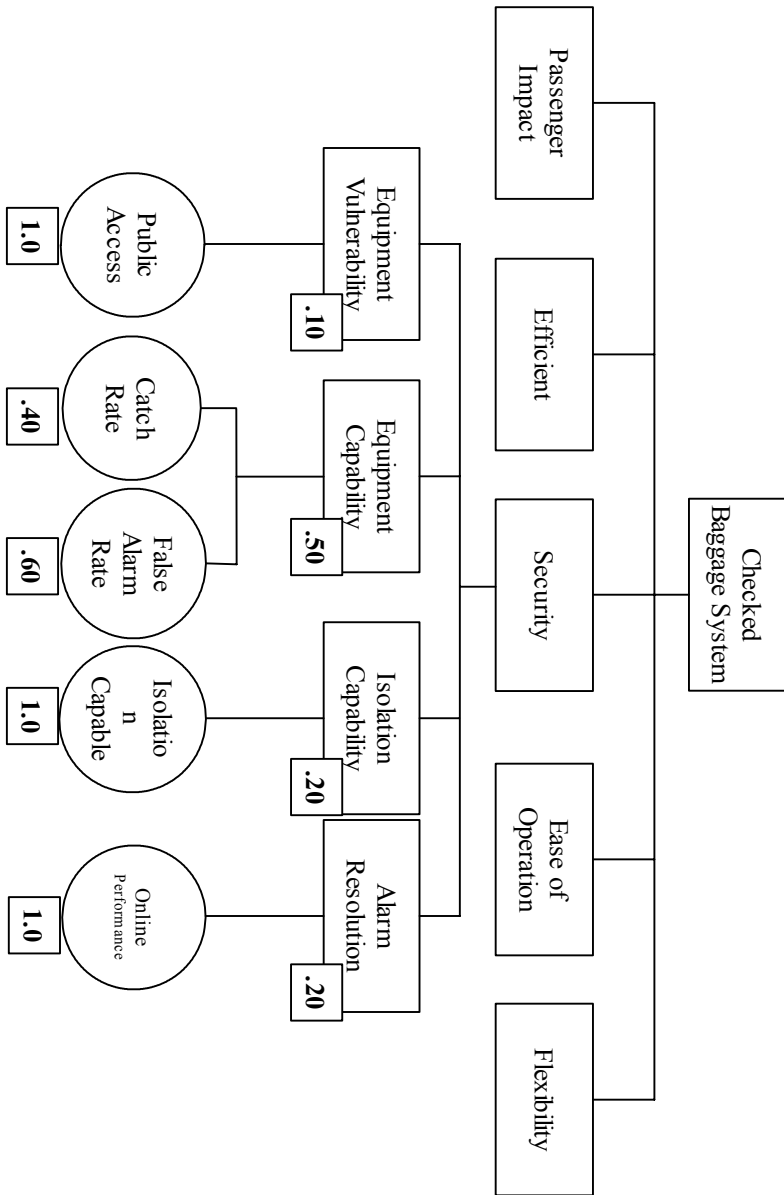 Checked
Baggage System
Passenger
Impact
Efficient
Security
Ease of
Operation
Flexibility
Equipment
Vulnerability
.10
Equipment
Capability
.50
Isolation
Capability
.20
Alarm
Resolution
.20
Public
Access
1.0
Catch
Rate
.40
False
Alarm
Rate
.60
Isolatio
n
Capable
1.0
Online
Performance
1.0